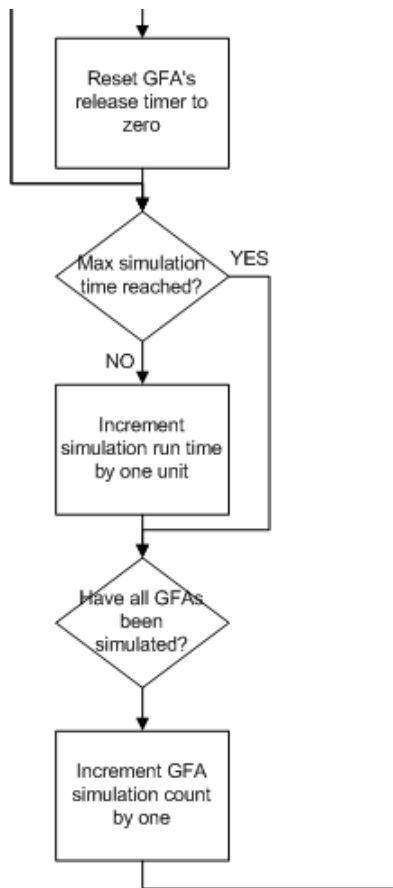 Reset GFA's
release timer to
zero
Max simulation
time reached?
YES
NO
Increment
simulation run time
by one unit
Have all GFAs
been
simulated?
Increment GFA
simulation count
by one